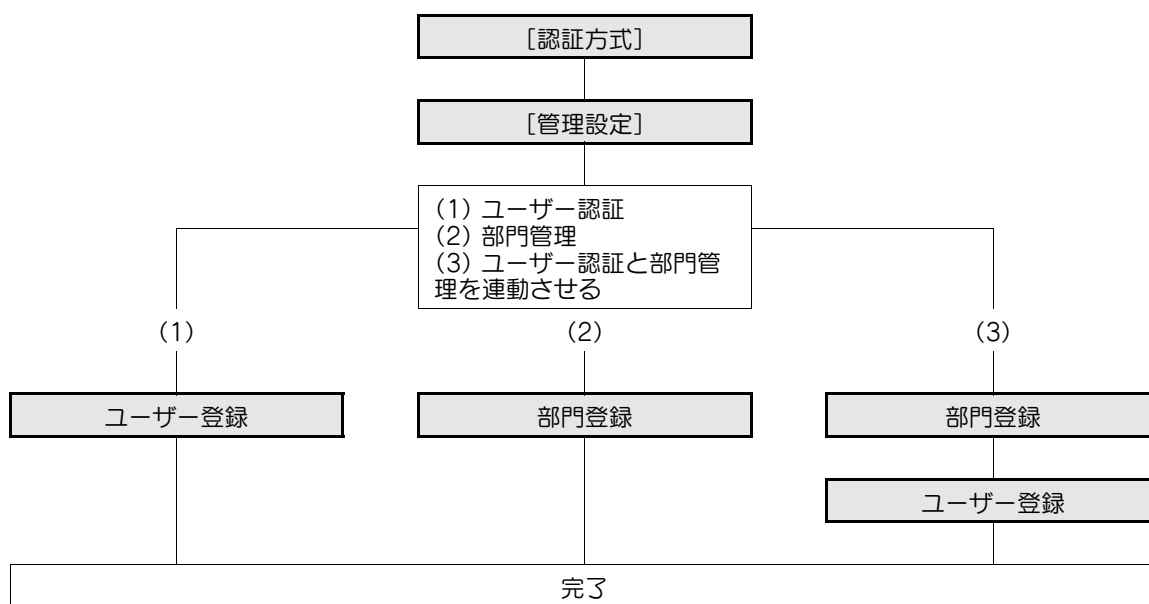 ［認証方式］
［管理設定］
(1) ユーザー認証
(2) 部門管理
(3) ユーザー認証と部門管
理を連動させる
(1)
(2)
(3)
ユーザー登録
部門登録
部門登録
ユーザー登録
完了